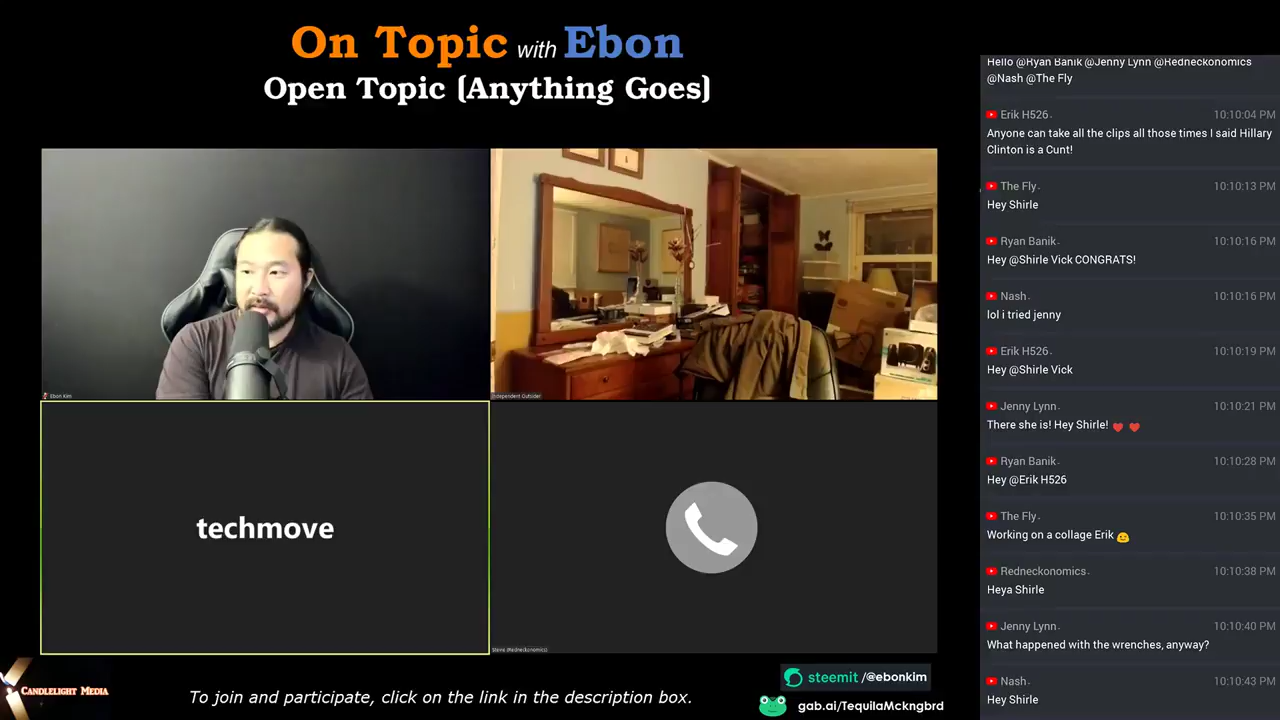 On Topic with Ebon
Open Topic (Anything Goes)
Ebon Kim
Independent Outsider
techmove
Steve (Redneckonomics)
CANDLELIGHT MEDIA
To join and participate, click on the link in the description box.
steemit /@ebonkim
gab.ai/TequilaMckngbrd
Hello @Ryan Banik @Jenny Lynn @Redneckonomics
@Nash @The Fly
Erik H526. 10:10:04 PM
Anyone can take all the clips all those times I said Hillary
Clinton is a Cunt!
The Fly. 10:10:13 PM
Hey Shirle
Ryan Banik. 10:10:16 PM
Hey @Shirle Vick CONGRATS!
Nash. 10:10:16 PM
lol i tried jenny
Erik H526. 10:10:19 PM
Hey @Shirle Vick
Jenny Lynn. 10:10:21 PM
There she is! Hey Shirle! ♥ ♥
Ryan Banik. 10:10:28 PM
Hey @Erik H526
The Fly. 10:10:35 PM
Working on a collage Erik 🙂
Redneckonomics. 10:10:38 PM
Heya Shirle
Jenny Lynn. 10:10:40 PM
What happened with the wrenches, anyway?
Nash. 10:10:43 PM
Hey Shirle